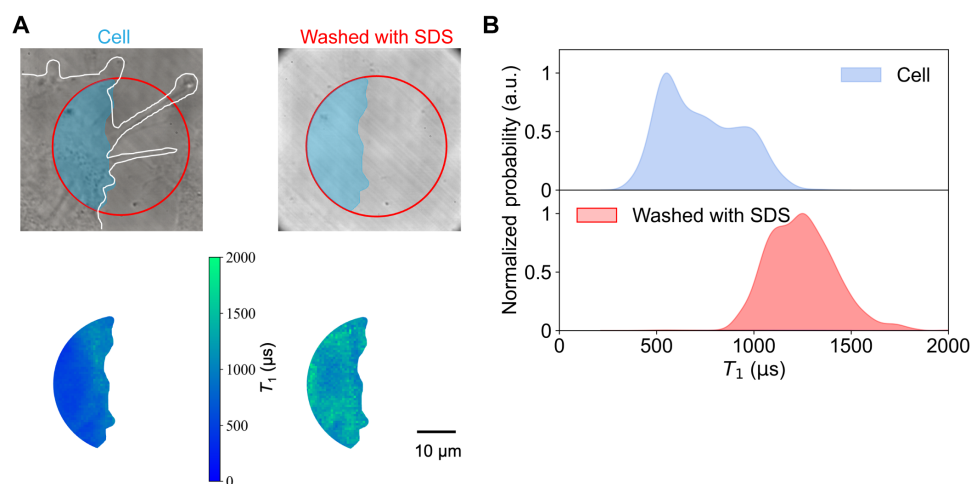 A
Cell
Washed with SDS
2000
1500
1000
500
0
T₁ (µs)
10 µm
B
Normalized probability (a.u.)
1
0.5
0
Cell
1
0.5
0
Washed with SDS
0
500
1000
1500
2000
T₁ (µs)